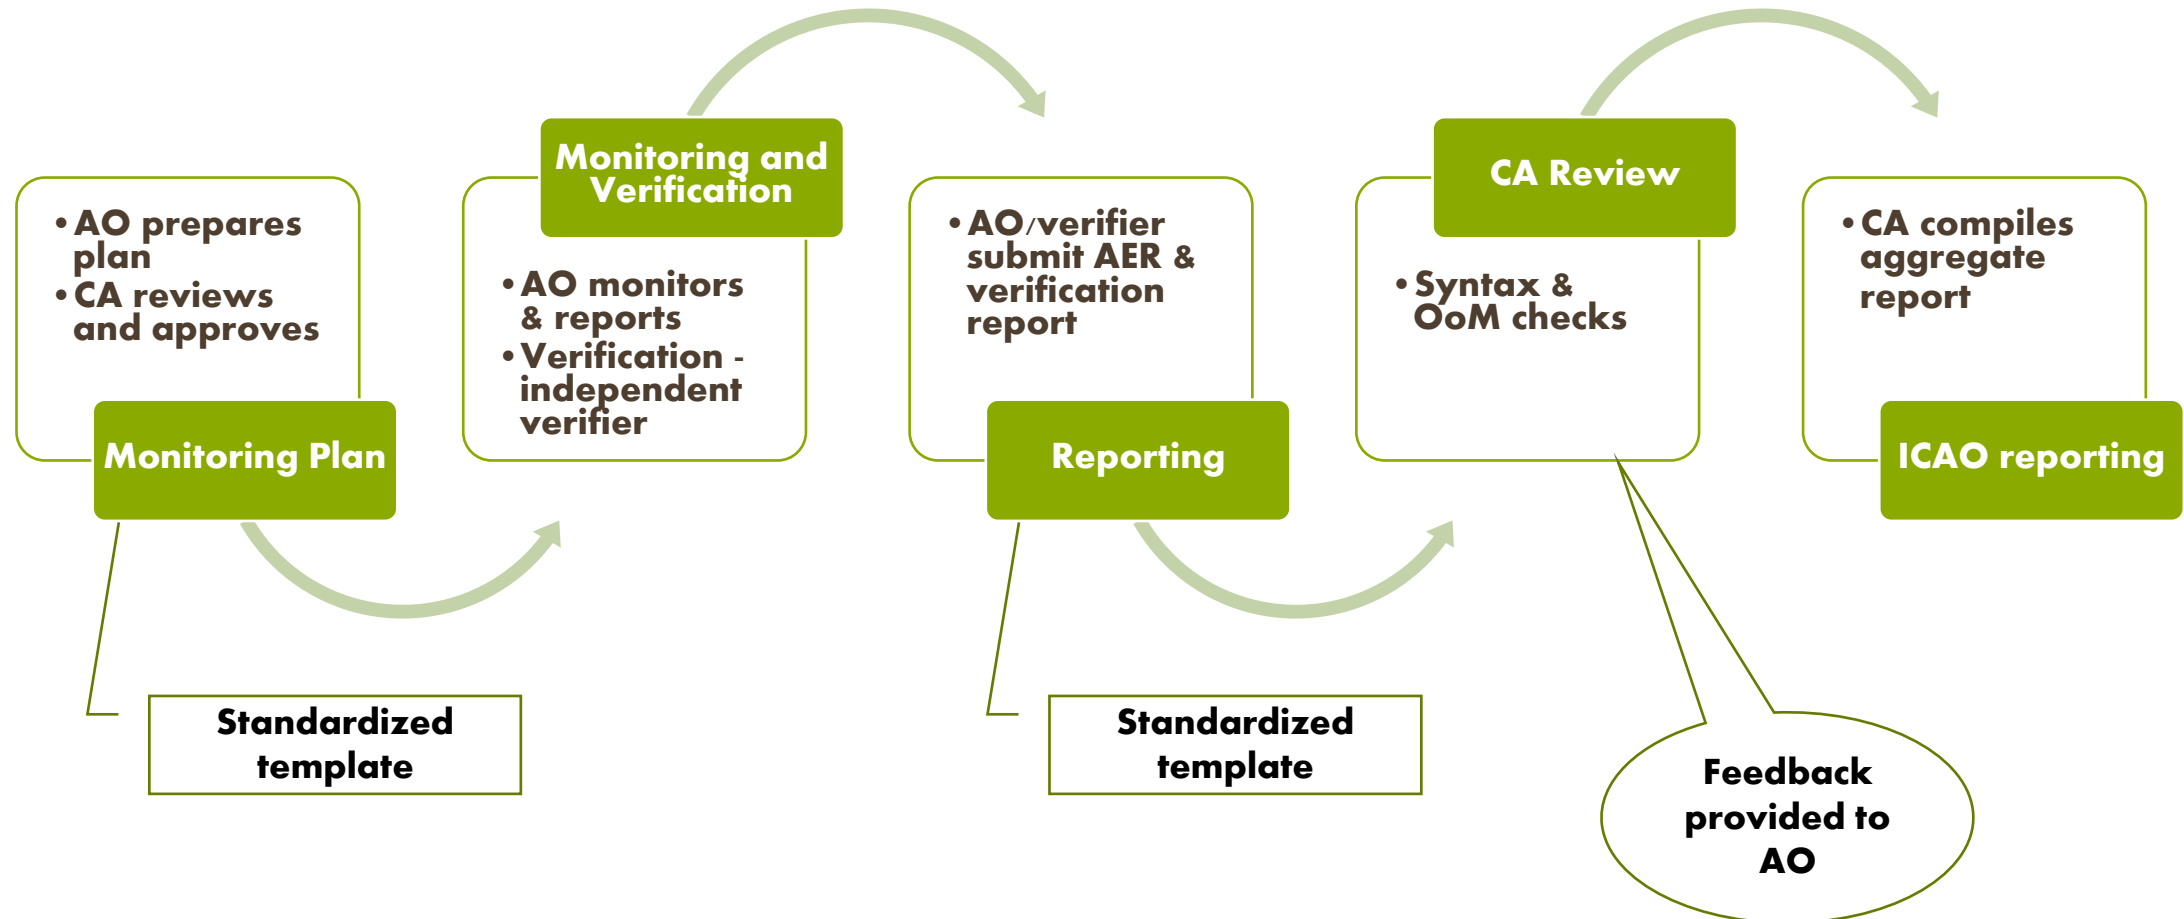 • AO prepares
plan
• CA reviews
and approves
Monitoring Plan
Standardized
template
Monitoring and
Verification
• AO monitors
& reports
• Verification -
independent
verifier
• AO/verifier
submit AER &
verification
report
Reporting
Standardized
template
CA Review
• Syntax &
OoM checks
Feedback
provided to
AO
• CA compiles
aggregate
report
ICAO reporting